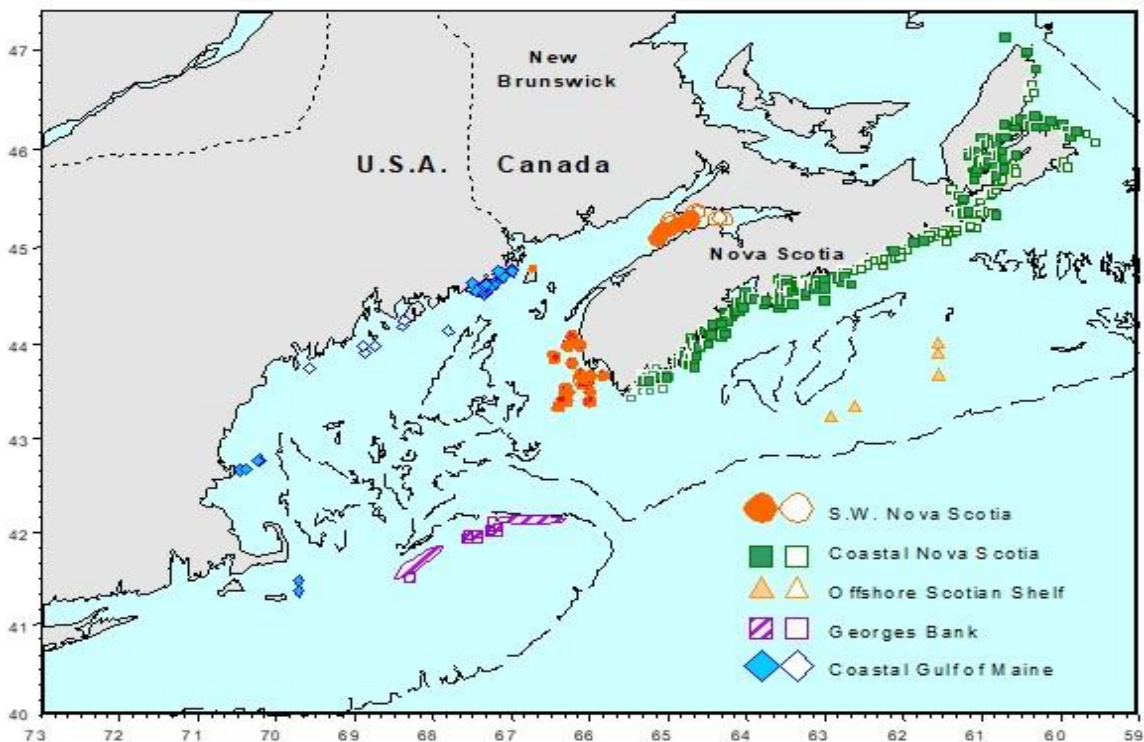 47
New
Brunswick
46
U.S.A. Canada
45
Nova Scotia
44
43
42
S.W. Nova Scotia
Coastal Nova Scotia
Offshore Scotian Shelf
Georges Bank
41
Coastal Gulf of Maine
40
73 72 71 70 69 68 67 66 65 64 63 62 61 60 59